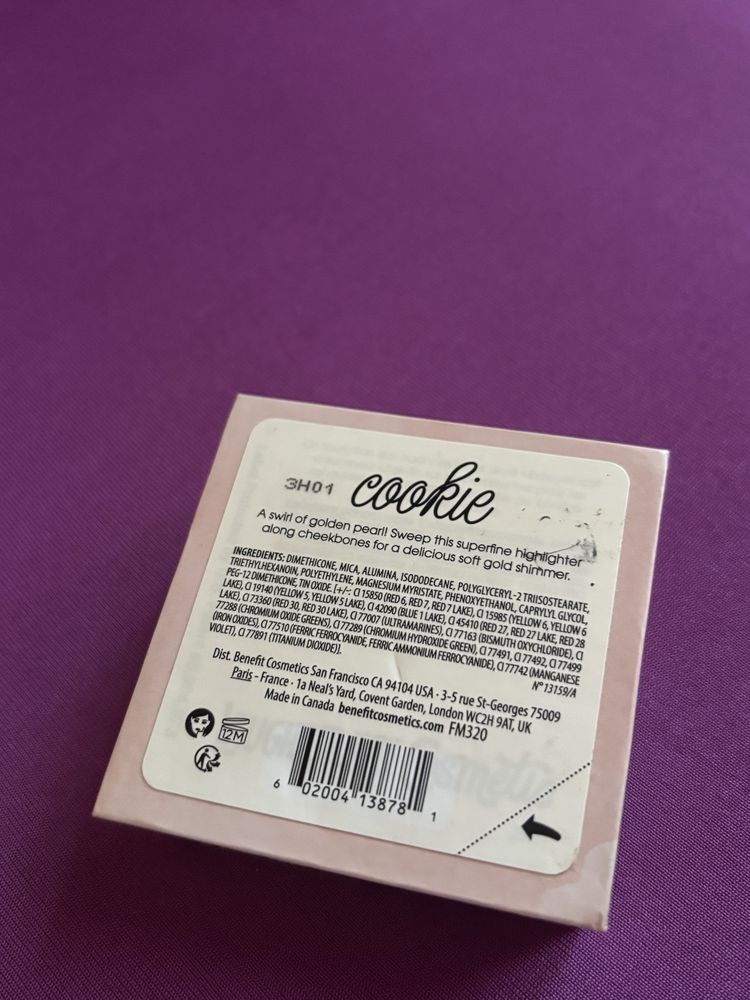 3H01
cookie
A swirl of golden pearl! Sweep this superfine highlighter
along cheekbones for a delicious soft gold shimmer.
INGREDIENTS: DIMETHICONE, MICA, ALUMINA, ISODODECANE, POLYGLYCERYL-2 TRIISOSTEARATE,
TRIETHYLHEXANOIN, POLYETHYLENE, MAGNESIUM MYRISTATE, PHENOXYETHANOL, CAPRYLYL GLYCOL,
PEG-12 DIMETHICONE, TIN OXIDE. [+/-: CI 15850 (RED 6, RED 7, RED 7 LAKE), CI 15985 (YELLOW 6, YELLOW 6
LAKE), CI 19140 (YELLOW 5, YELLOW 5 LAKE), CI 42090 (BLUE 1 LAKE), CI 45410 (RED 27, RED 27 LAKE, RED 28
LAKE), CI 73360 (RED 30, RED 30 LAKE), CI 77007 (ULTRAMARINES), CI 77163 (BISMUTH OXYCHLORIDE), CI
77288 (CHROMIUM OXIDE GREENS), CI 77289 (CHROMIUM HYDROXIDE GREEN), CI 77491, CI 77492, CI 77499
(IRON OXIDES), CI 77510 (FERRIC FERROCYANIDE, FERRIC AMMONIUM FERROCYANIDE), CI 77742 (MANGANESE
VIOLET), CI 77891 (TITANIUM DIOXIDE)].
N° 13159/A
Dist. Benefit Cosmetics San Francisco CA 94104 USA · 3-5 rue St-Georges 75009
Paris - France · 1a Neal's Yard, Covent Garden, London WC2H 9AT, UK
Made in Canada benefitcosmetics.com FM320
12M
6 02004 13878 1